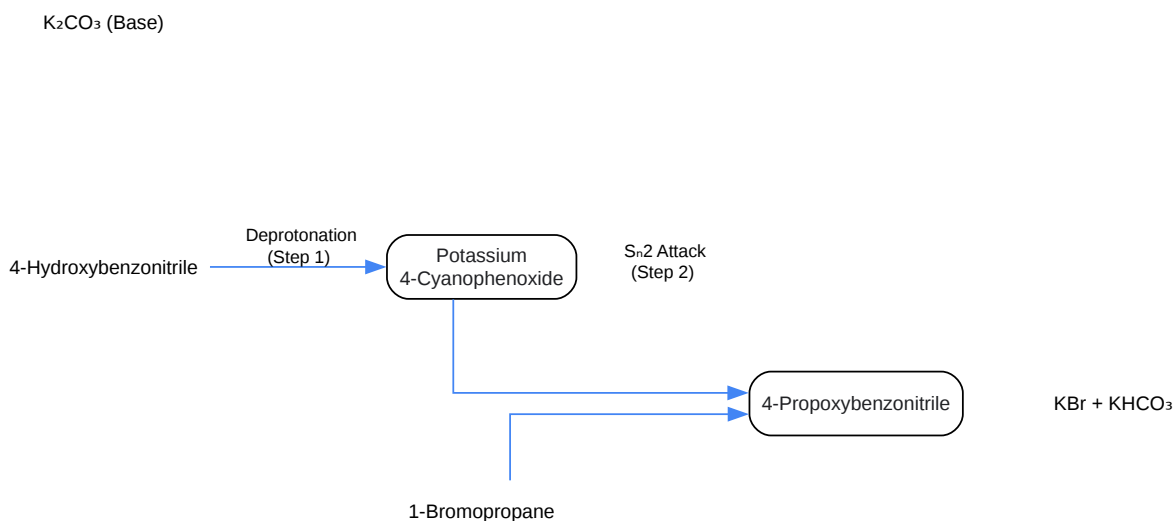 K₂CO₃ (Base)
Deprotonation
(Step 1)
4-Hydroxybenzonitrile
Potassium
4-Cyanophenoxide
Sₙ2 Attack
(Step 2)
4-Propoxybenzonitrile
KBr + KHCO₃
1-Bromopropane